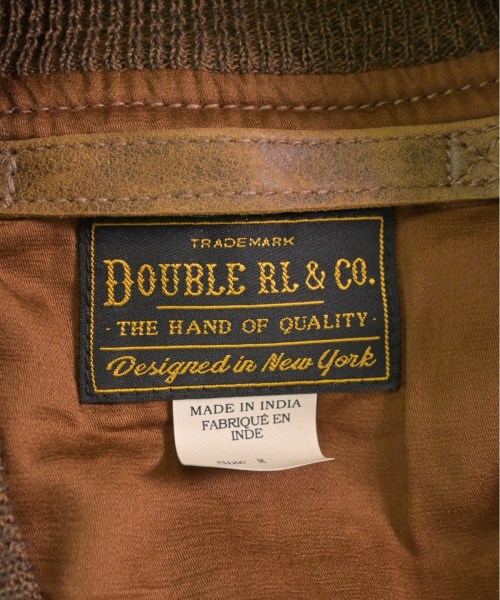 TRADEMARK
DOUBLE RL & CO.
- THE HAND OF QUALITY -
Designed in New York
MADE IN INDIA
FABRIQUÉ EN
INDE